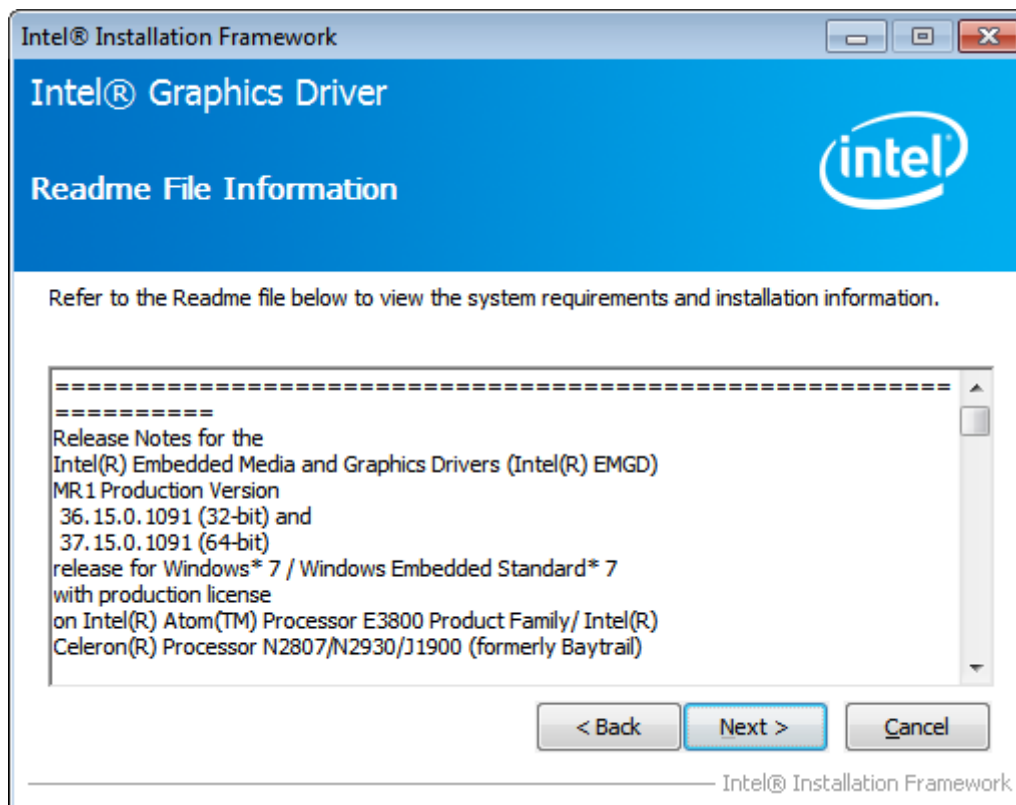 Intel® Installation Framework
Intel® Graphics Driver
intel
Readme File Information
Refer to the Readme file below to view the system requirements and installation information.
========================================================
==========
Release Notes for the
Intel(R) Embedded Media and Graphics Drivers (Intel(R) EMGD)
MR1 Production Version
36.15.0.1091 (32-bit) and
37.15.0.1091 (64-bit)
release for Windows* 7 / Windows Embedded Standard* 7
with production license
on Intel(R) Atom(TM) Processor E3800 Product Family/ Intel(R)
Celeron(R) Processor N2807/N2930/J1900 (formerly Baytrail)
< Back Next > Cancel
Intel® Installation Framework